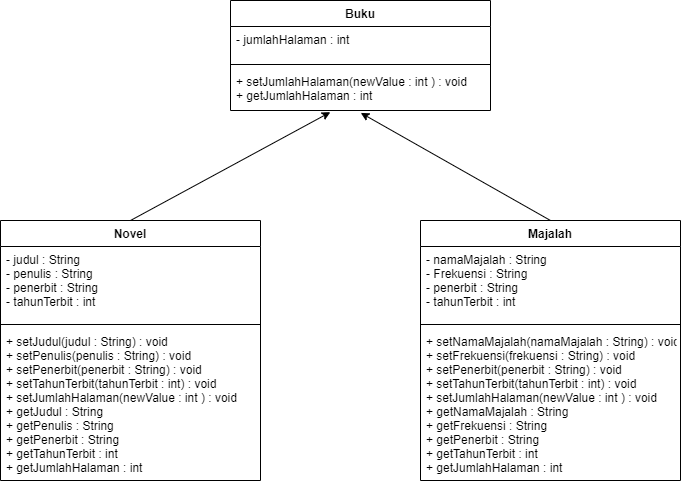 Buku
- jumlahHalaman : int
+ setJumlahHalaman(newValue : int ) : void
+ getJumlahHalaman : int
Novel
- judul : String
- penulis : String
- penerbit : String
- tahunTerbit : int
+ setJudul(judul : String) : void
+ setPenulis(penulis : String) : void
+ setPenerbit(penerbit : String) : void
+ setTahunTerbit(tahunTerbit : int) : void
+ setJumlahHalaman(newValue : int ) : void
+ getJudul : String
+ getPenulis : String
+ getPenerbit : String
+ getTahunTerbit : int
+ getJumlahHalaman : int
Majalah
- namaMajalah : String
- Frekuensi : String
- penerbit : String
- tahunTerbit : int
+ setNamaMajalah(namaMajalah : String) : void
+ setFrekuensi(frekuensi : String) : void
+ setPenerbit(penerbit : String) : void
+ setTahunTerbit(tahunTerbit : int) : void
+ setJumlahHalaman(newValue : int ) : void
+ getNamaMajalah : String
+ getFrekuensi : String
+ getPenerbit : String
+ getTahunTerbit : int
+ getJumlahHalaman : int